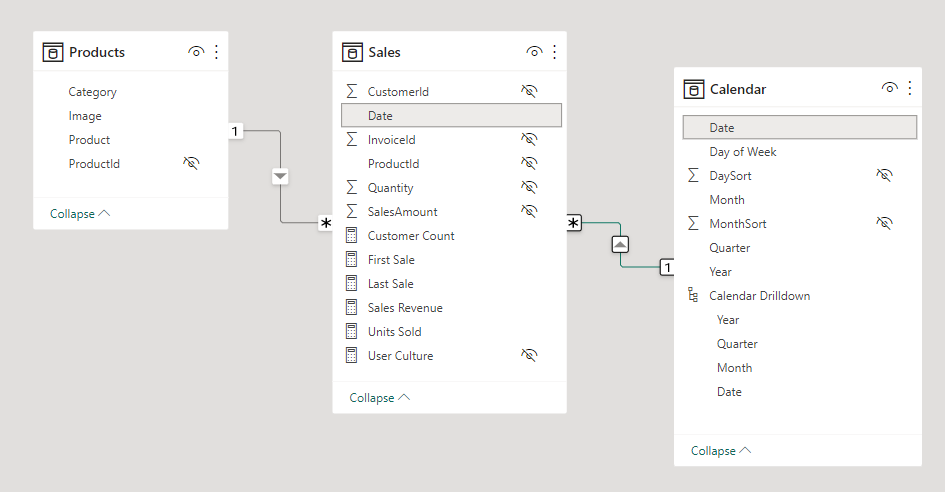 Products
Category
Image
Product
ProductId
Collapse
1
*
Sales
CustomerId
Date
InvoiceId
ProductId
Quantity
SalesAmount
Customer Count
First Sale
Last Sale
Sales Revenue
Units Sold
User Culture
Collapse
*
1
Calendar
Date
Day of Week
DaySort
Month
MonthSort
Quarter
Year
Calendar Drilldown
Year
Quarter
Month
Date
Collapse